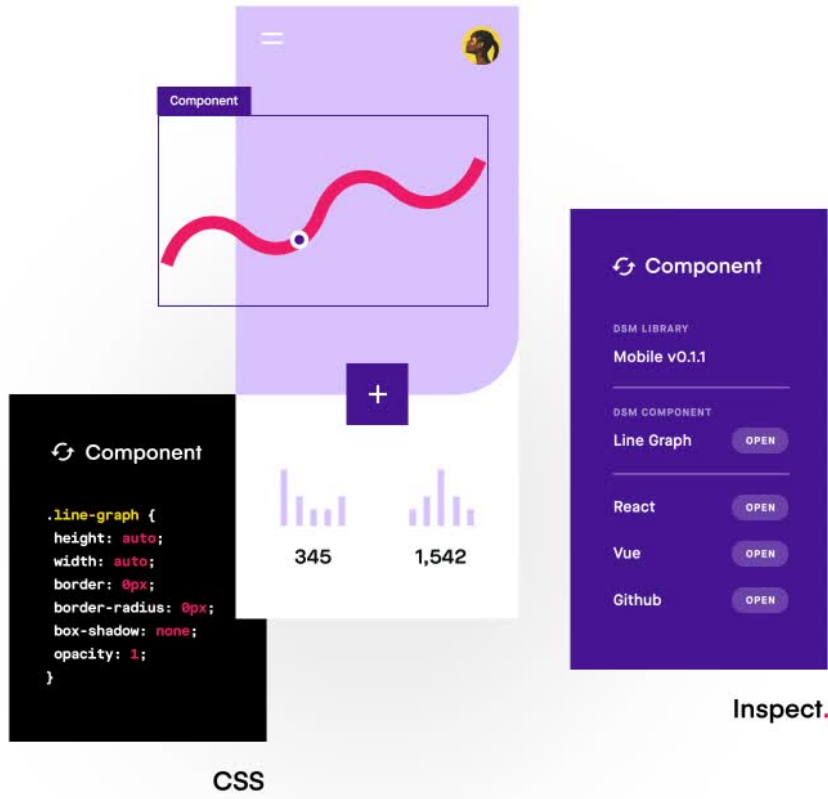 Component
+
345
1,542
Component
.line-graph {
height: auto;
width: auto;
border: 0px;
border-radius: 0px;
box-shadow: none;
opacity: 1;
}
CSS
Component
DSM LIBRARY
Mobile v0.1.1
DSM COMPONENT
Line Graph OPEN
React OPEN
Vue OPEN
Github OPEN
Inspect.